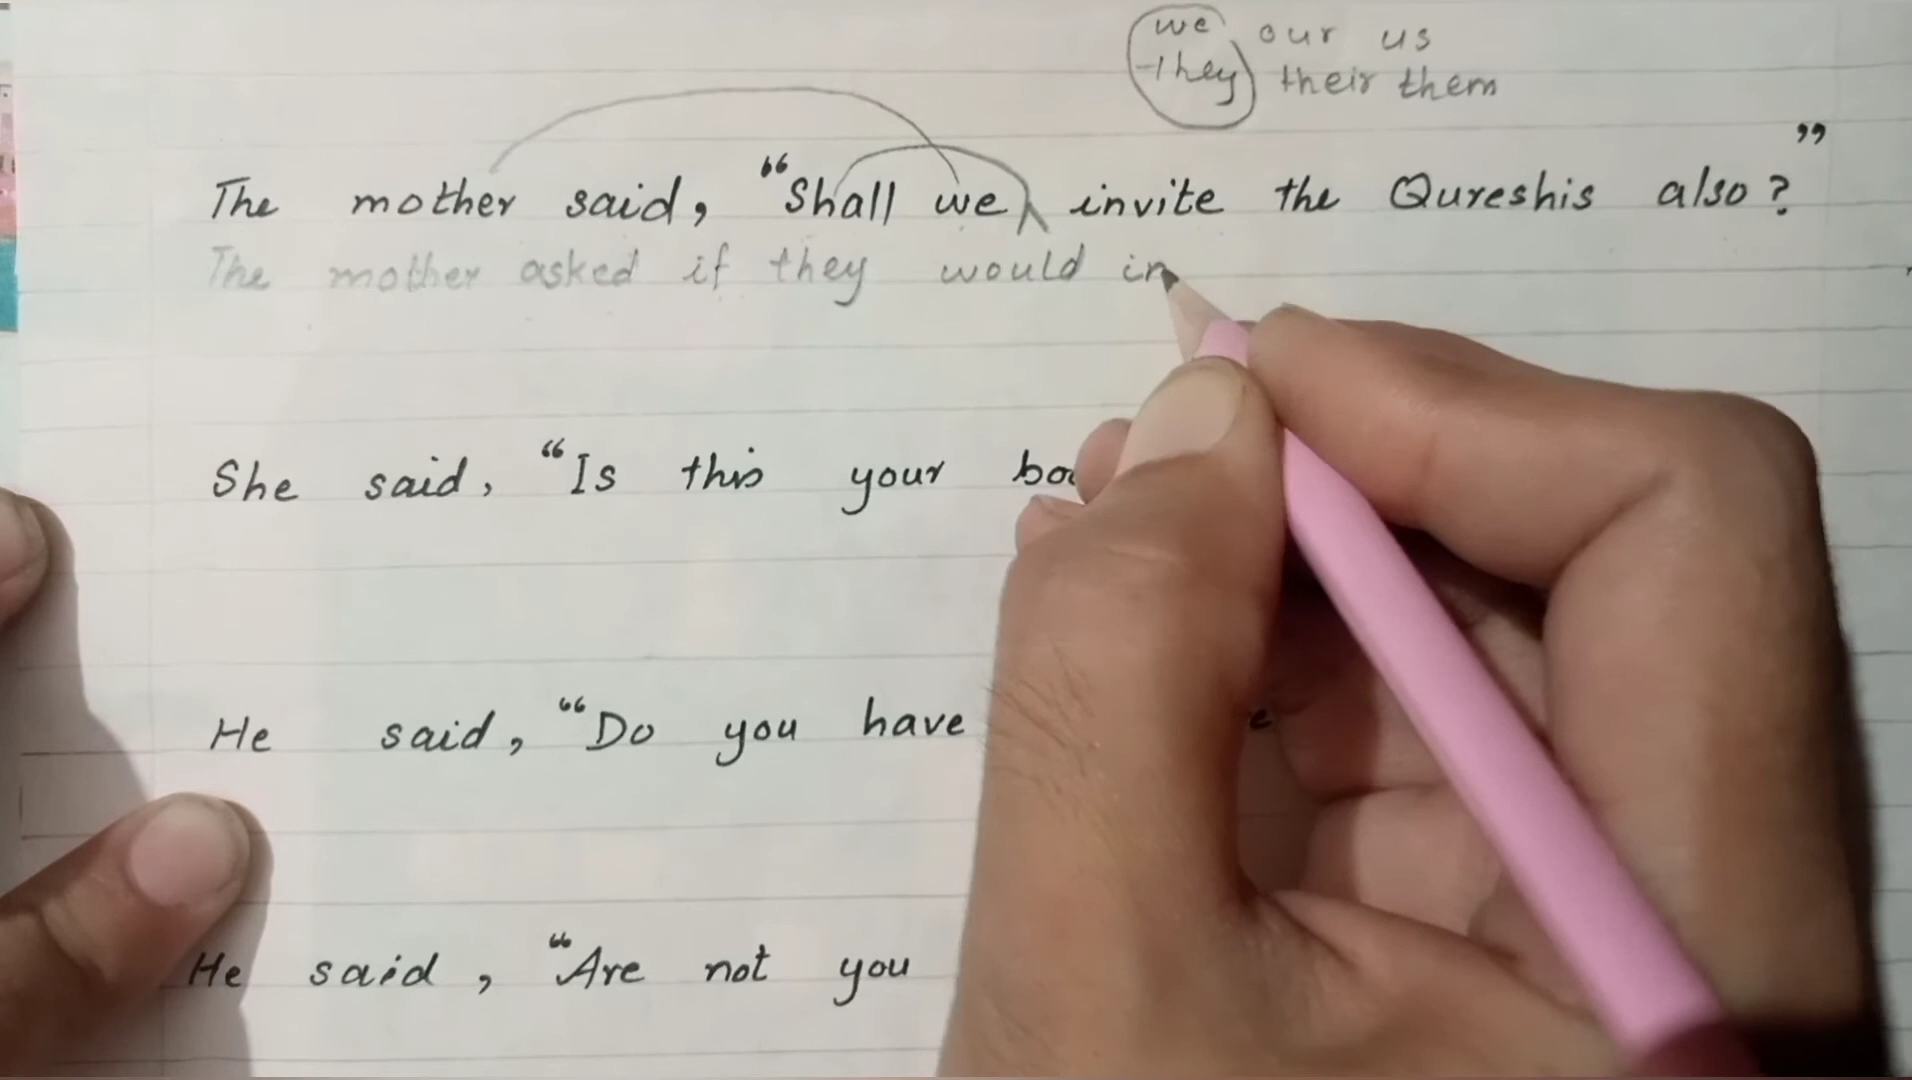 we our us
they their them
The mother said, "Shall we invite the Qureshis also?"
The mother asked if they would in
She said, "Is this your
He said, "Do you have
He said, "Are not you